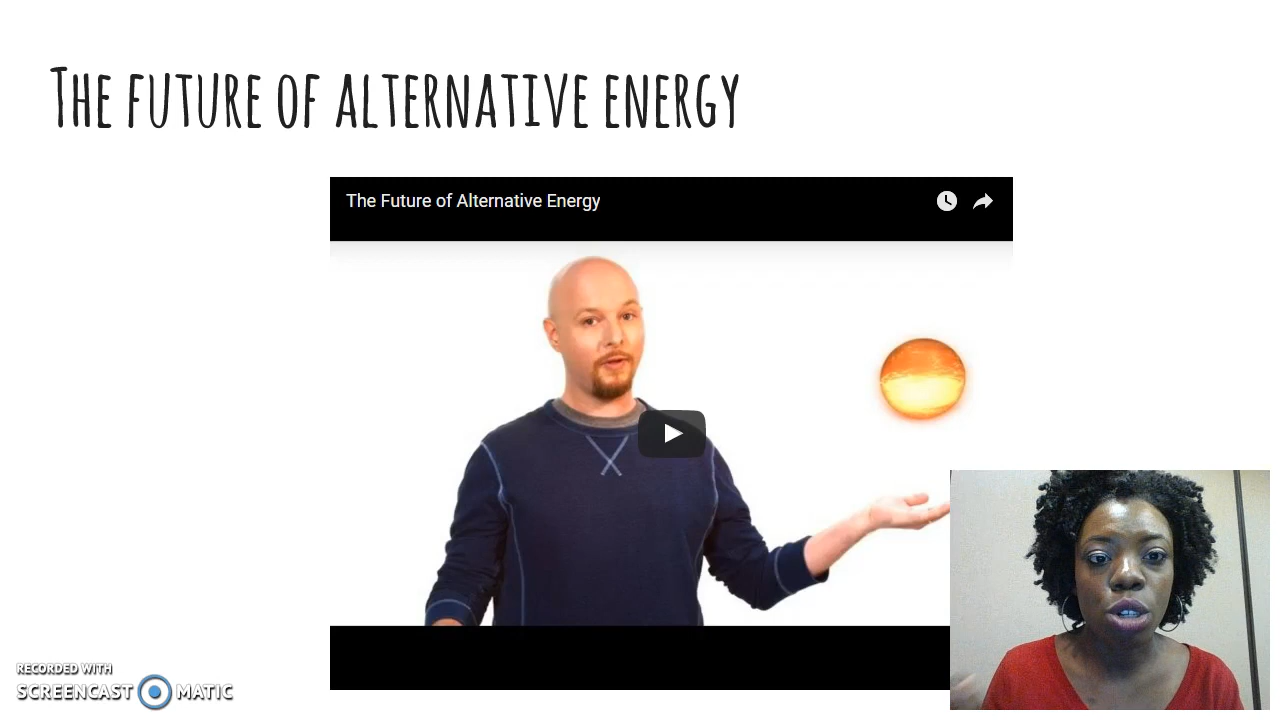 The future of alternative energy
The Future of Alternative Energy
RECORDED WITH
SCREENCAST MATIC